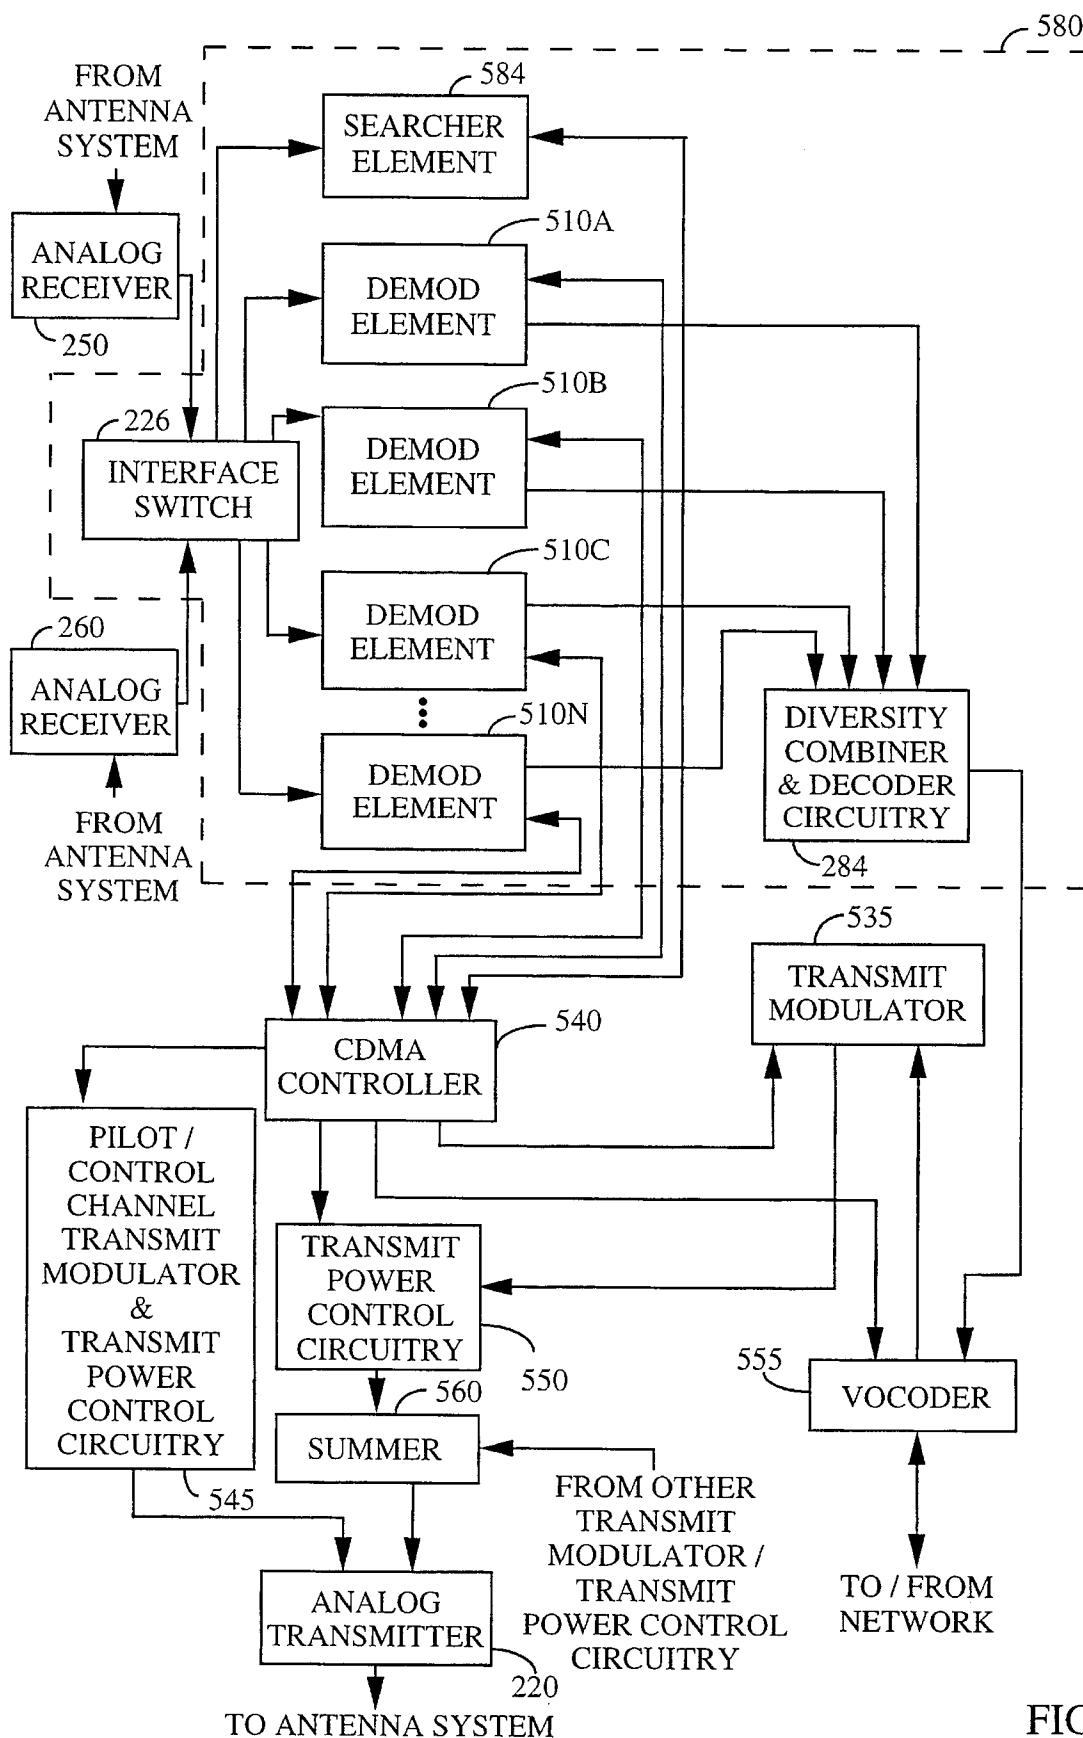 580
FROM
ANTENNA
SYSTEM
584
SEARCHER
ELEMENT
ANALOG
RECEIVER
250
510A
DEMOD
ELEMENT
510B
DEMOD
ELEMENT
226
INTERFACE
SWITCH
510C
DEMOD
ELEMENT
260
ANALOG
RECEIVER
FROM
ANTENNA
SYSTEM
510N
DEMOD
ELEMENT
DIVERSITY
COMBINER
& DECODER
CIRCUITRY
284
535
TRANSMIT
MODULATOR
540
CDMA
CONTROLLER
PILOT /
CONTROL
CHANNEL
TRANSMIT
MODULATOR
&
TRANSMIT
POWER
CONTROL
CIRCUITRY
545
TRANSMIT
POWER
CONTROL
CIRCUITRY
550
555
VOCODER
560
SUMMER
FROM OTHER
TRANSMIT
MODULATOR /
TRANSMIT
POWER CONTROL
CIRCUITRY
TO / FROM
NETWORK
ANALOG
TRANSMITTER
220
TO ANTENNA SYSTEM
FIG